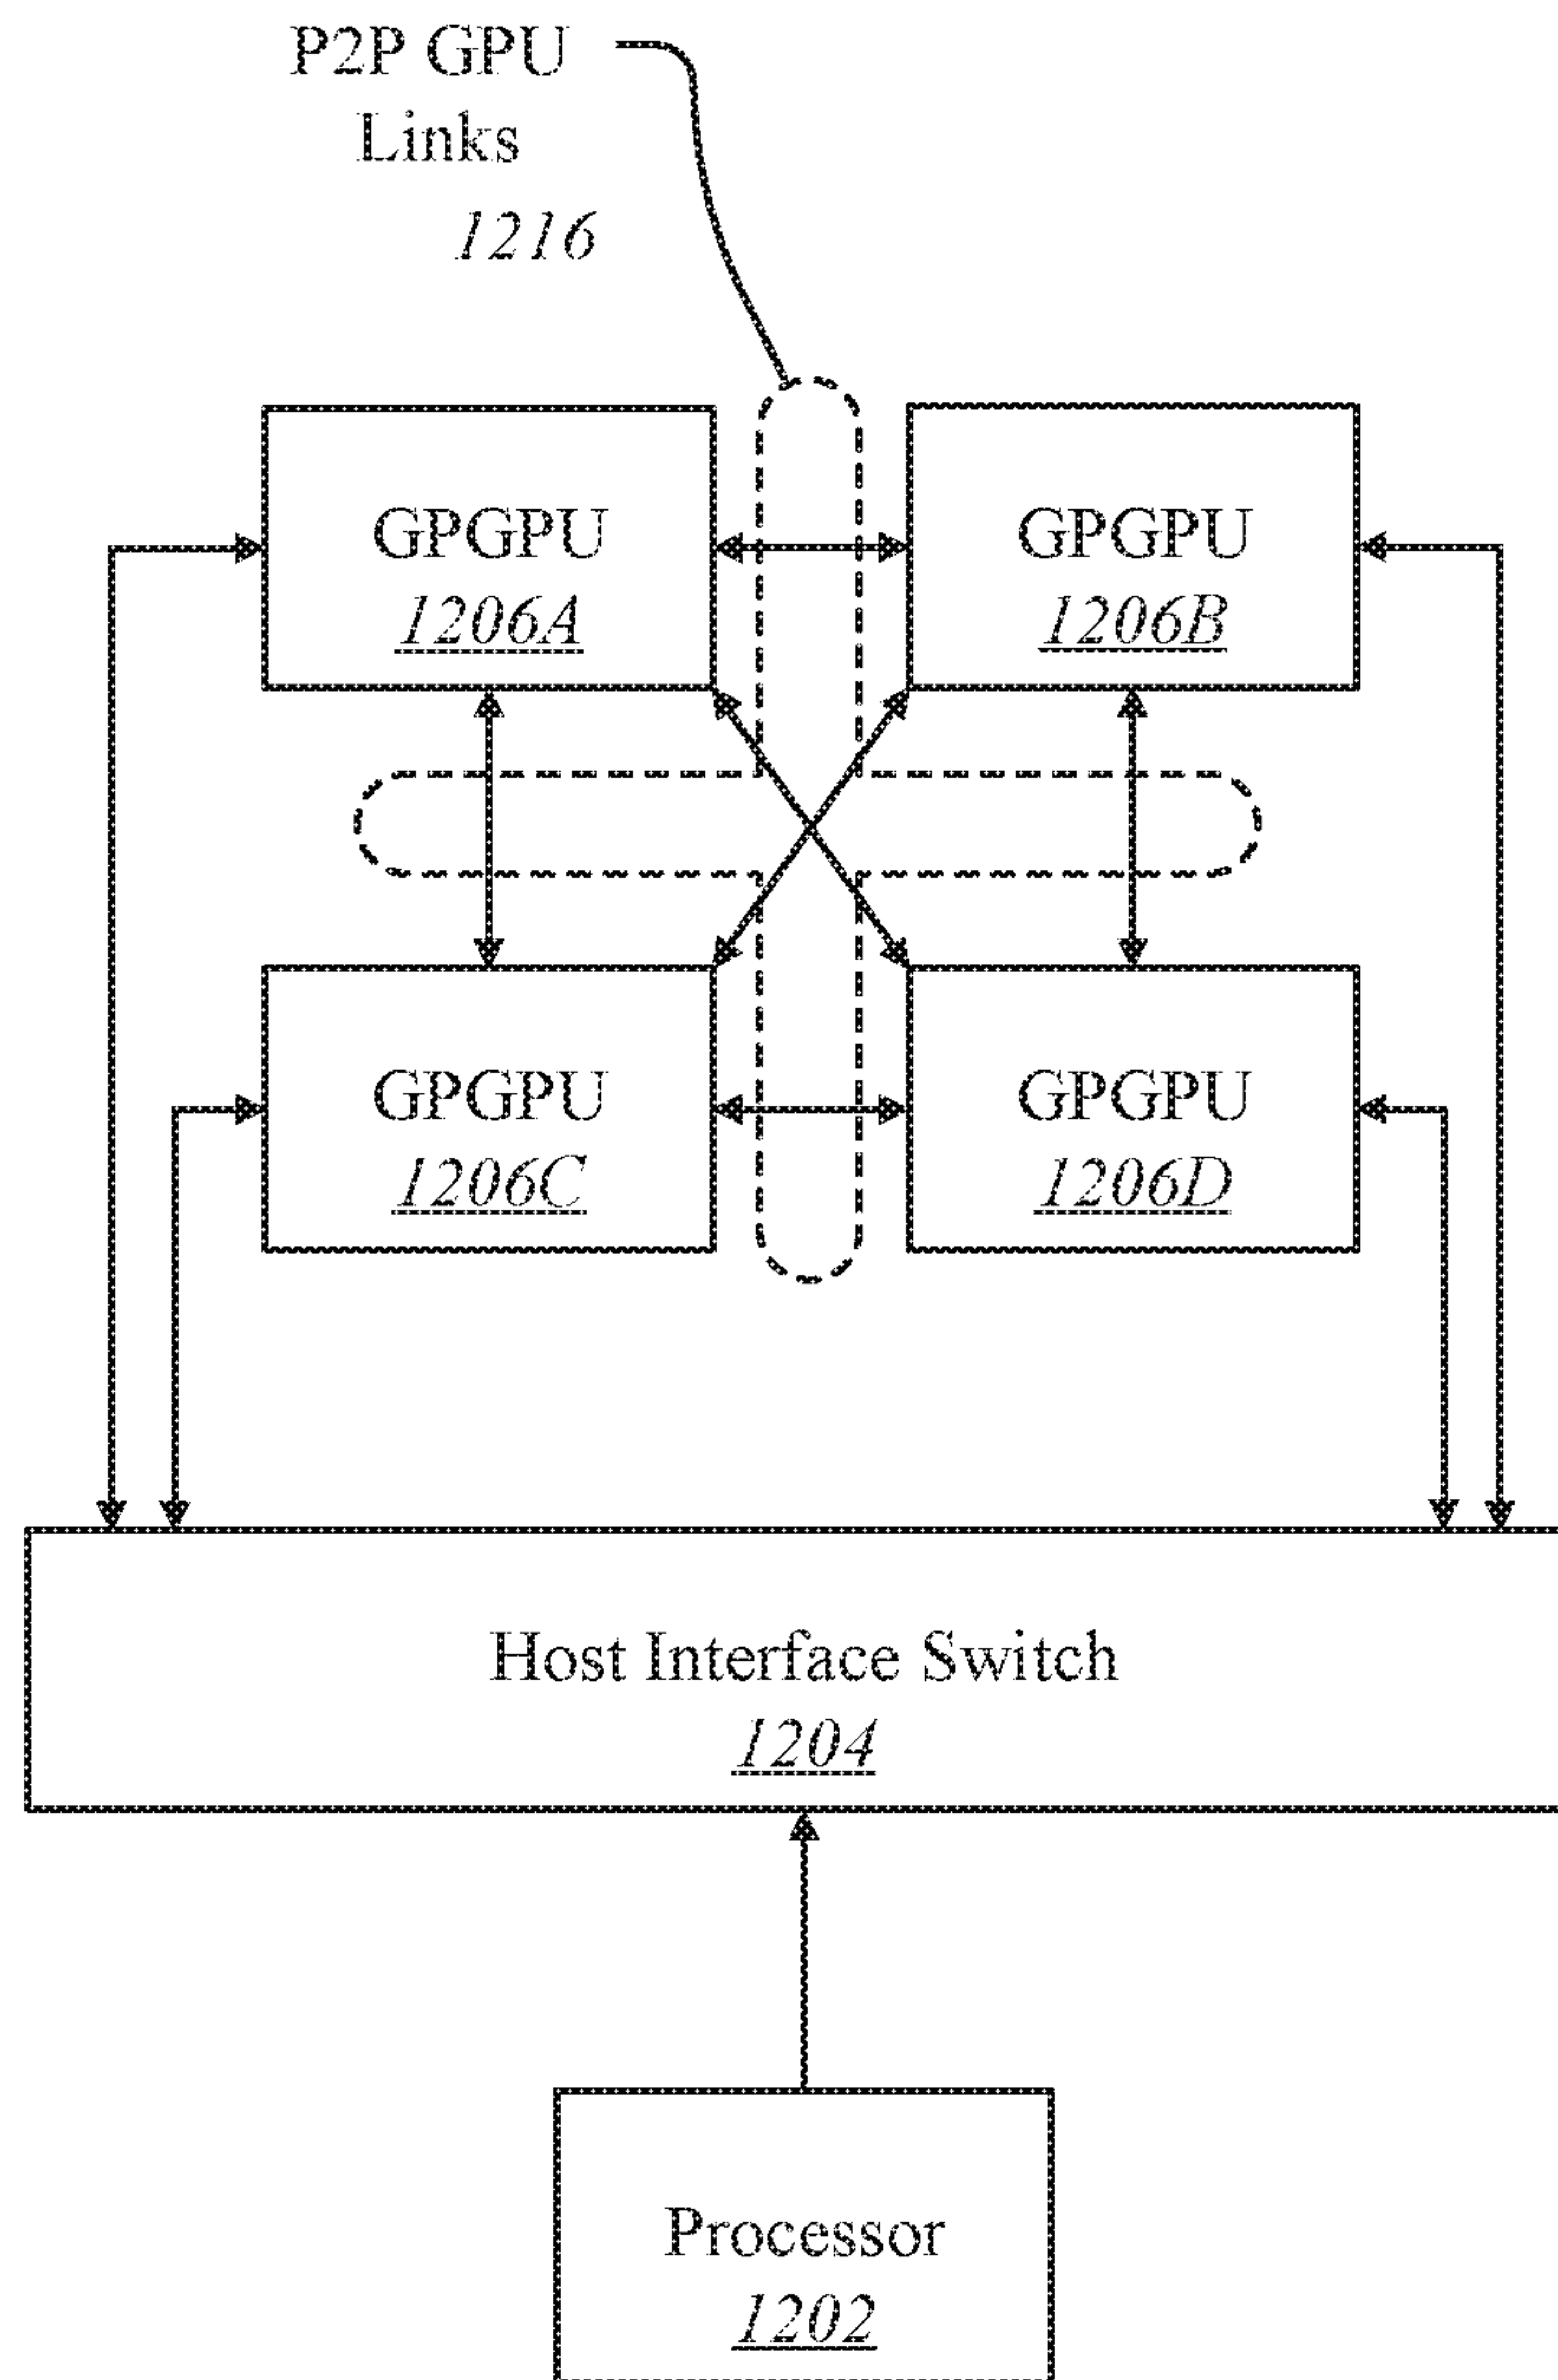 P2P GPU
Links
1216
GPGPU
1206A
GPGPU
1206B
GPGPU
1206C
GPGPU
1206D
Host Interface Switch
1204
Processor
1202